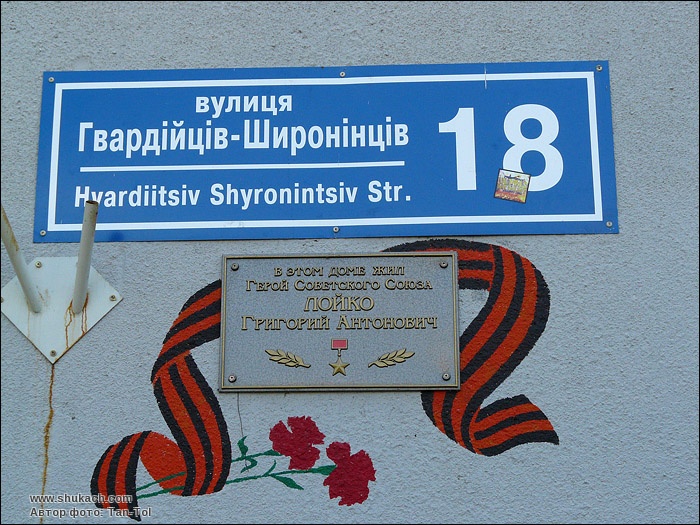 вулиця
Гвардійців-Широнінців
18
Hvardiitsiv Shyronintsiv Str.
В ЭТОМ ДОМЕ ЖИЛ
ГЕРОЙ СОВЕТСКОГО СОЮЗА
ЛОЙКО
ГРИГОРИЙ АНТОНОВИЧ
www.shukach.com
Автор фото: Tan-Tol